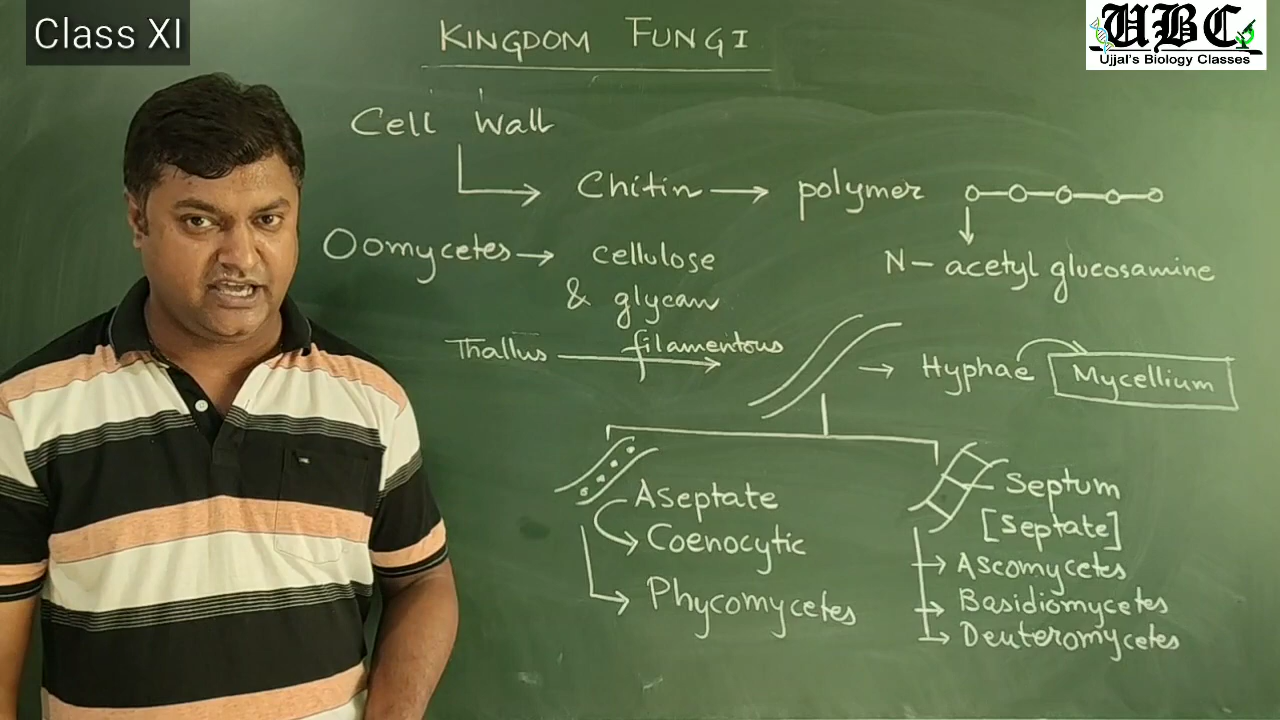 Class XI
KINGDOM FUNGI
UBC
Ujjal's Biology Classes
Cell Wall
Chitin → polymer
N-acetyl glucosamine
Oomycetes → cellulose
& glycan
Thallus filamentous → Hyphae Mycellium
Aseptate
Coenocytic
Phycomycetes
Septum
[Septate]
Ascomycetes
Basidiomycetes
Deuteromycetes